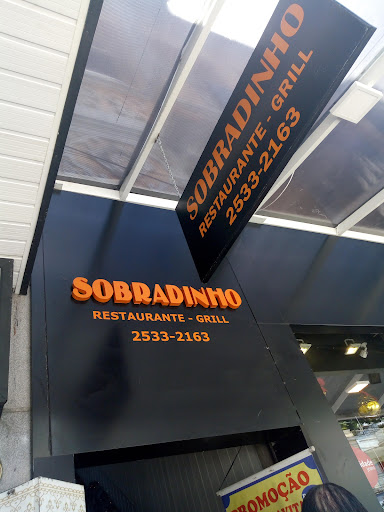 SOBRADINHO
RESTAURANTE - GRILL
2533-2163
SOBRADINHO
RESTAURANTE - GRILL
2533-2163
PROMOÇÃO